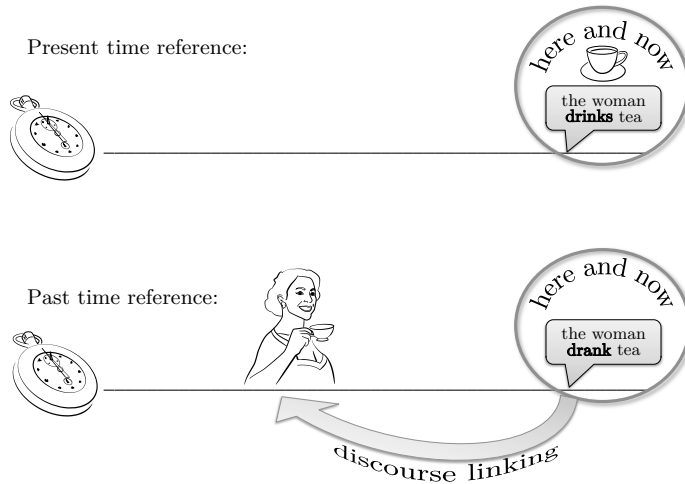 Present time reference:
here and now
the woman
drinks tea
Past time reference:
here and now
the woman
drank tea
discourse linking